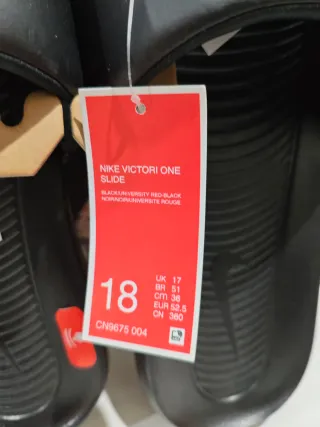 NIKE VICTORI ONE
SLIDE
BLACK/UNIVERSITY RED-BLACK
NOIR/NOIR/UNIVERSITE ROUGE
18
UK 17
BR 51
CM 36
EUR 52.5
CN 360
CN9675 004